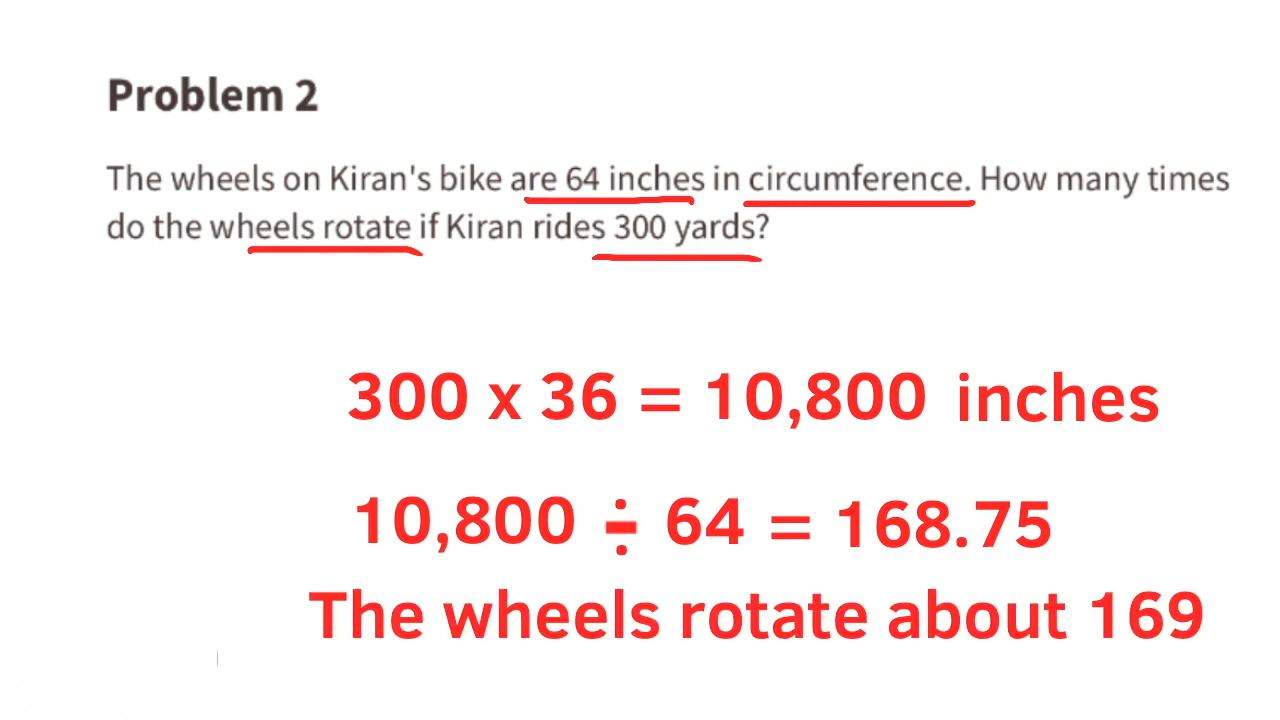 Problem 2
The wheels on Kiran's bike are 64 inches in circumference. How many times
do the wheels rotate if Kiran rides 300 yards?
300 x 36 = 10,800 inches
10,800 ÷ 64 = 168.75
The wheels rotate about 169